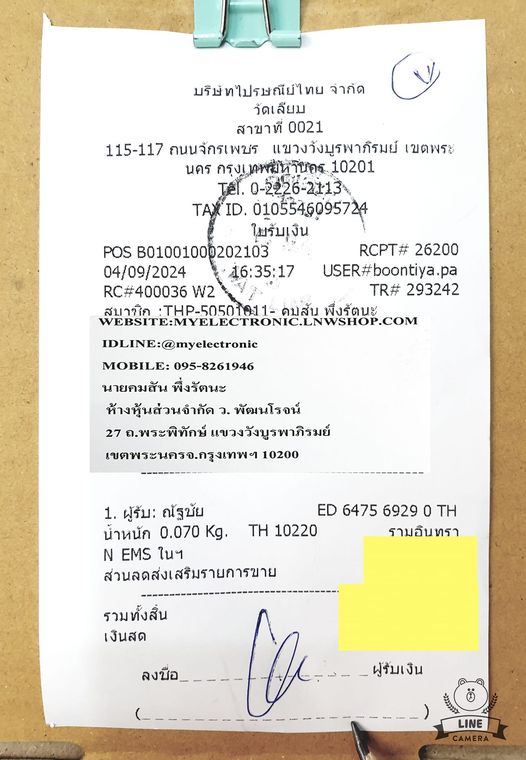 บริษัทไปรษณีย์ไทย จำกัด
วัดเลียบ
สาขาที่ 0021
115-117 ถนนจักรเพชร แขวงวังบูรพาภิรมย์ เขตพระ
นคร กรุงเทพมหานคร 10201
Tel. 0-2226-2113
TAX ID. 0105546095724
ใบรับเงิน
POS B01001000202103 RCPT# 26200
04/09/2024 16:35:17 USER#boontiya.pa
RC#400036 W2 TR# 293242
สมาชิก :THP-50501011- คมสัน พึ่งรัตนะ
WEBSITE:MYELECTRONIC.LNWSHOP.COM
IDLINE:@myelectronic
MOBILE: 095-8261946
นายคมสัน พึ่งรัตนะ
ห้างหุ้นส่วนจำกัด ว. พัฒนโรจน์
27 ถ.พระพิทักษ์ แขวงวังบูรพาภิรมย์
เขตพระนครจ.กรุงเทพฯ 10200
1. ผู้รับ: ณัฐชัย ED 6475 6929 0 TH
น้ำหนัก 0.070 Kg. TH 10220 รามอินทรา
N EMS ในฯ
ส่วนลดส่งเสริมรายการขาย
รวมทั้งสิ้น
เงินสด
ลงชื่อ ผู้รับเงิน
( )
LINE
CAMERA